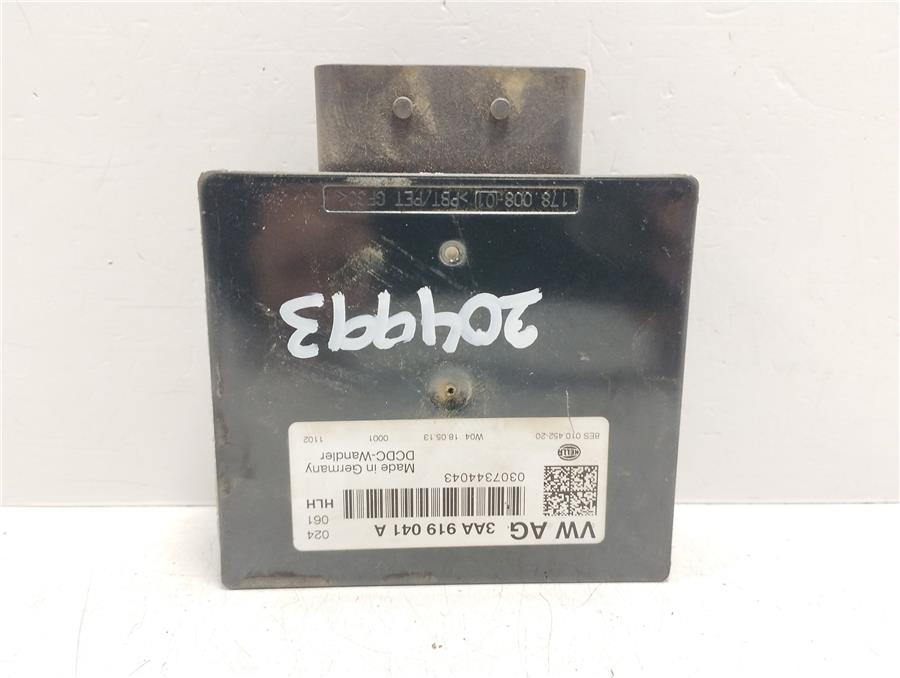 178.008-01 >PBT/PET GF30<
204993
VW AG 3AA 919 041 A
024
061
HLH
0307344043
Made in Germany
DCDC-Wandler
HELLA
8ES 010 452-20
W04 18.05.13
0001
1102